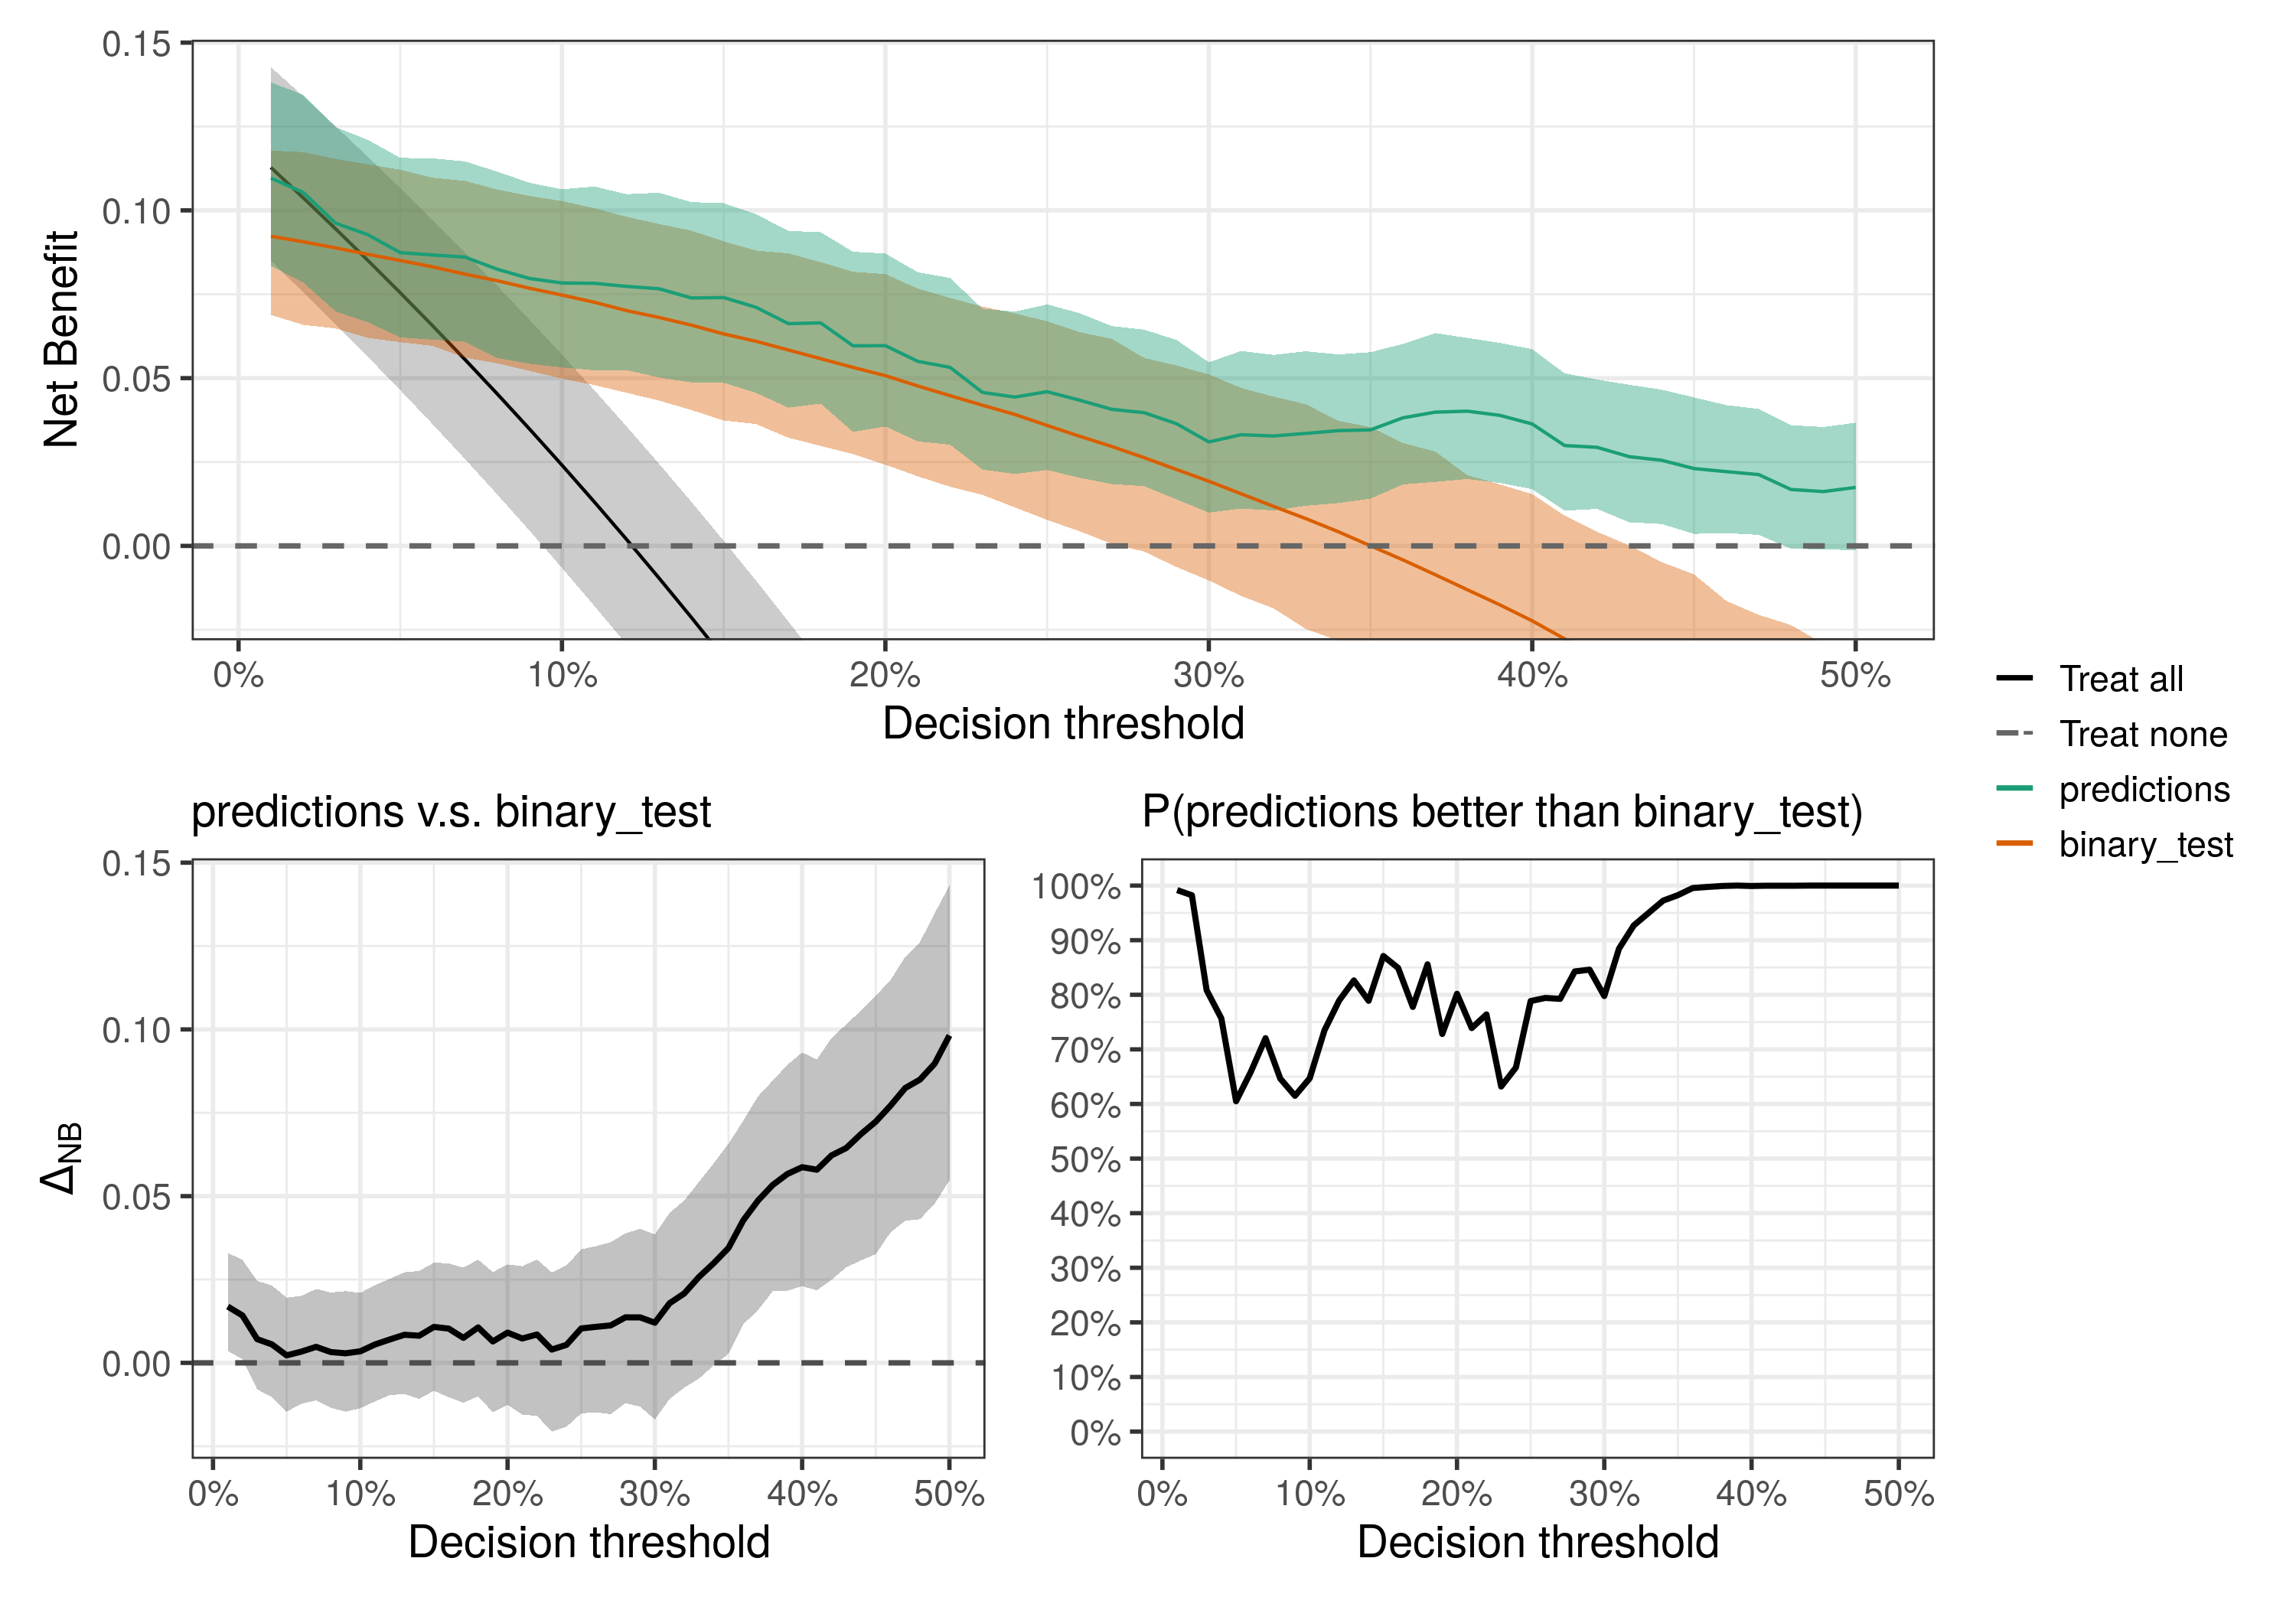 0.15
0.10
0.05
0.00
Net Benefit
0% 10% 20% 30% 40% 50%
Decision threshold
Treat all
Treat none
predictions
binary_test
predictions v.s. binary_test
0.15
0.10
0.05
0.00
ΔNB
0% 10% 20% 30% 40% 50%
Decision threshold
P(predictions better than binary_test)
100%
90%
80%
70%
60%
50%
40%
30%
20%
10%
0%
0% 10% 20% 30% 40% 50%
Decision threshold